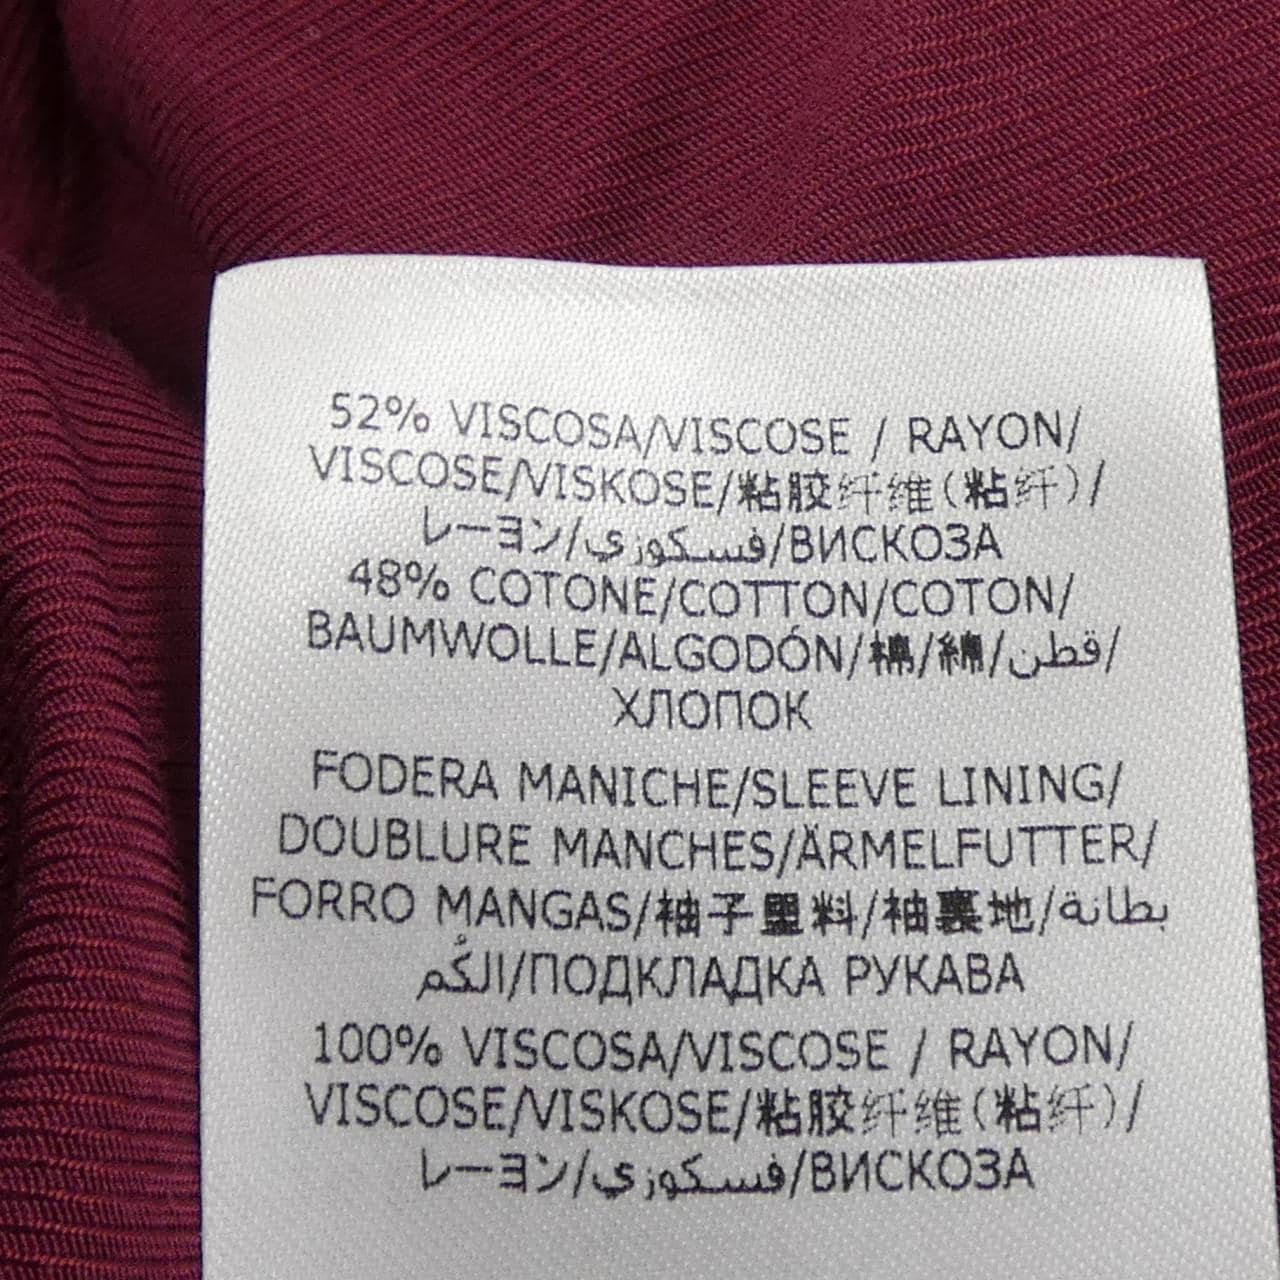 52% VISCOSA/VISCOSE / RAYON/
VISCOSE/VISKOSE/粘胶纤维(粘纤)/
レーヨン/فسكوزي/ВИСКОЗА
48% COTONE/COTTON/COTON/
BAUMWOLLE/ALGODÓN/棉/綿/قطن/
ХЛОПОК
FODERA MANICHE/SLEEVE LINING/
DOUBLURE MANCHES/ÄRMELFUTTER/
FORRO MANGAS/袖子里料/袖裏地/بطانة
الكُم/ПОДКЛАДКА РУКАВА
100% VISCOSA/VISCOSE / RAYON/
VISCOSE/VISKOSE/粘胶纤维(粘纤)/
レーヨン/فسكوزي/ВИСКОЗА